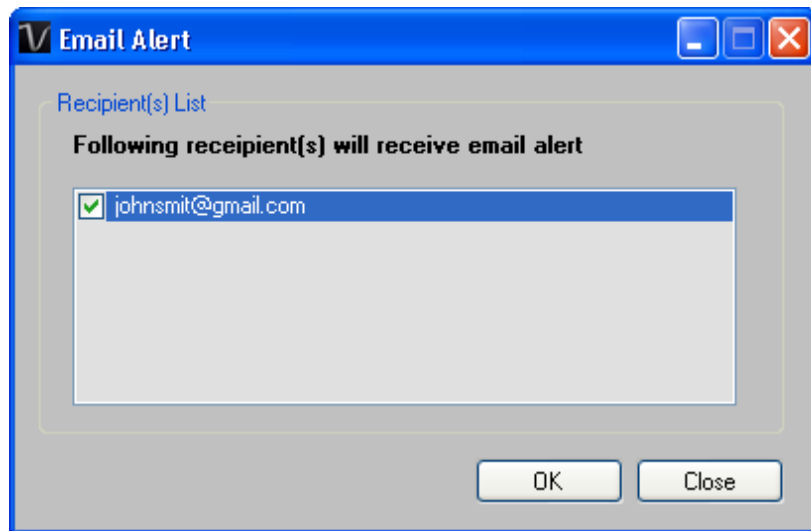 Email Alert
Recipient(s) List
Following receipient(s) will receive email alert
johnsmit@gmail.com
OK
Close